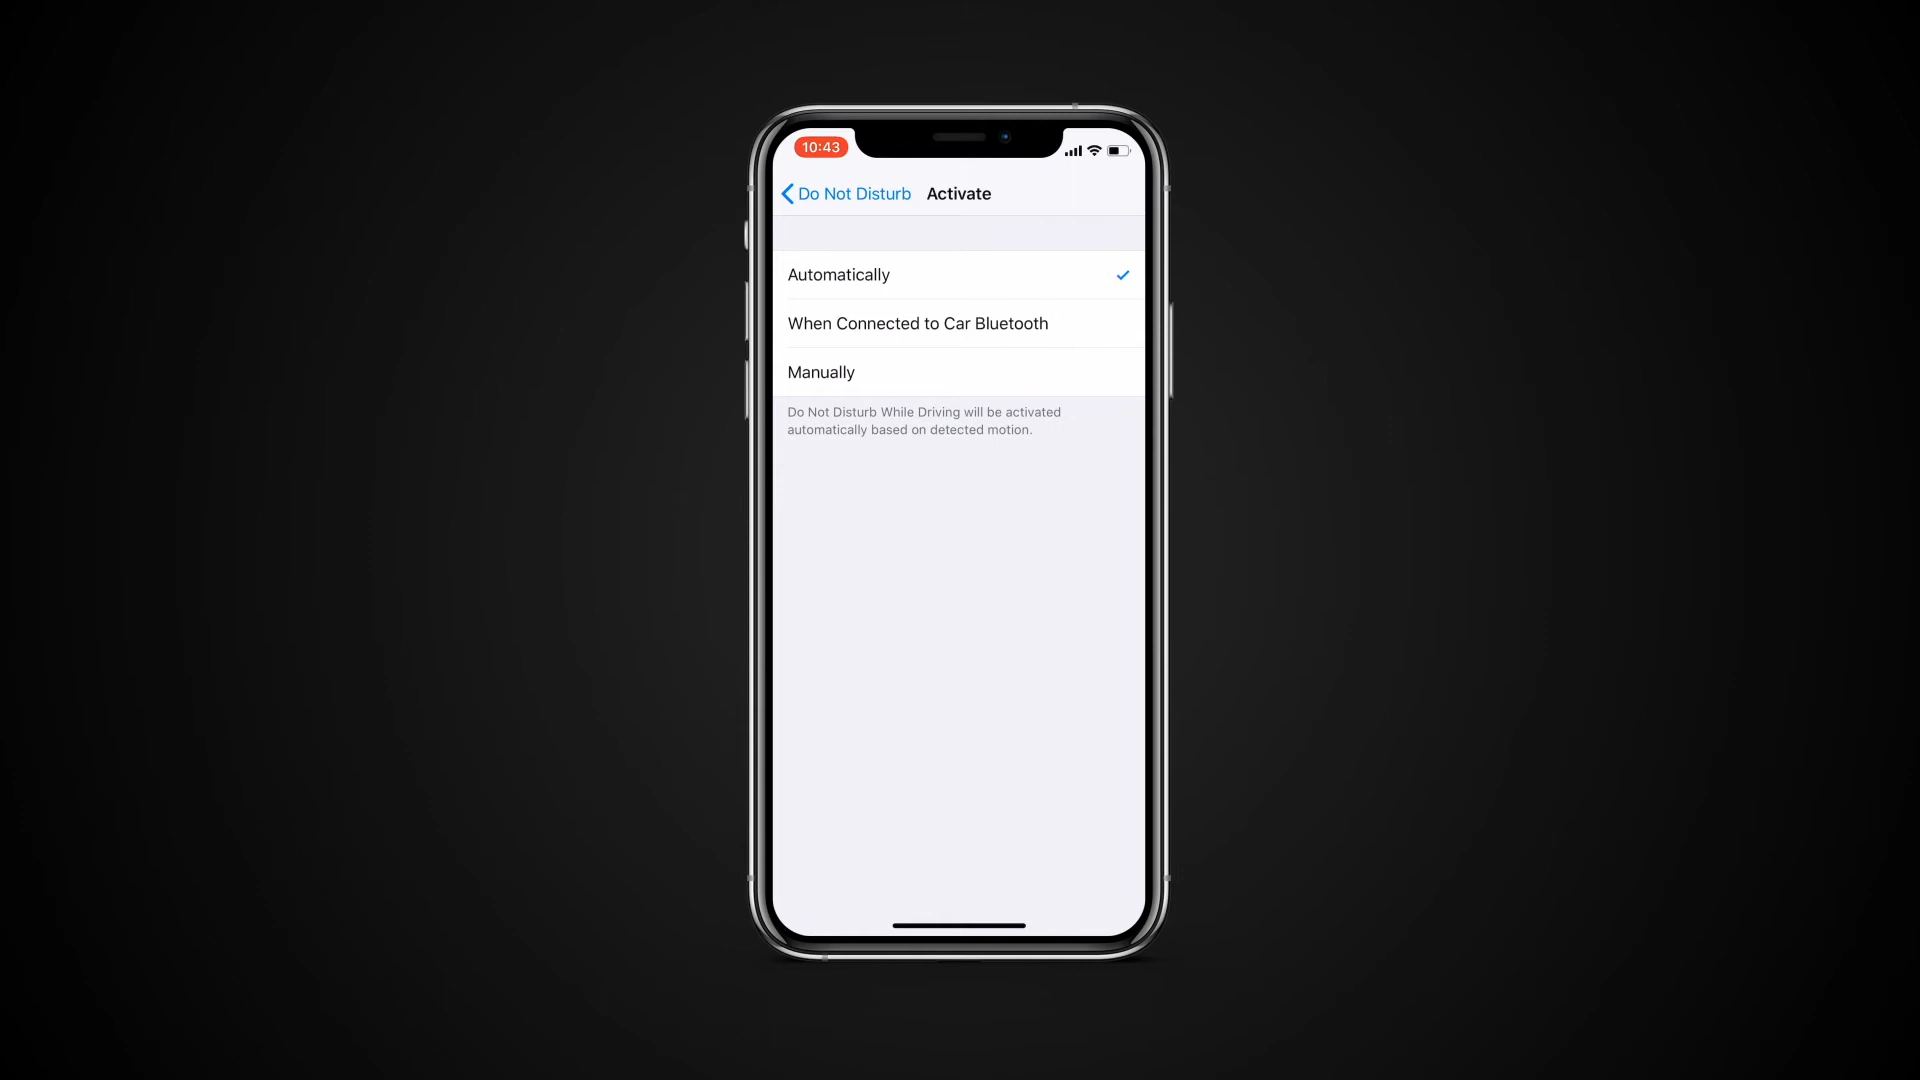 10:43
Do Not Disturb Activate
Automatically
When Connected to Car Bluetooth
Manually
Do Not Disturb While Driving will be activated
automatically based on detected motion.